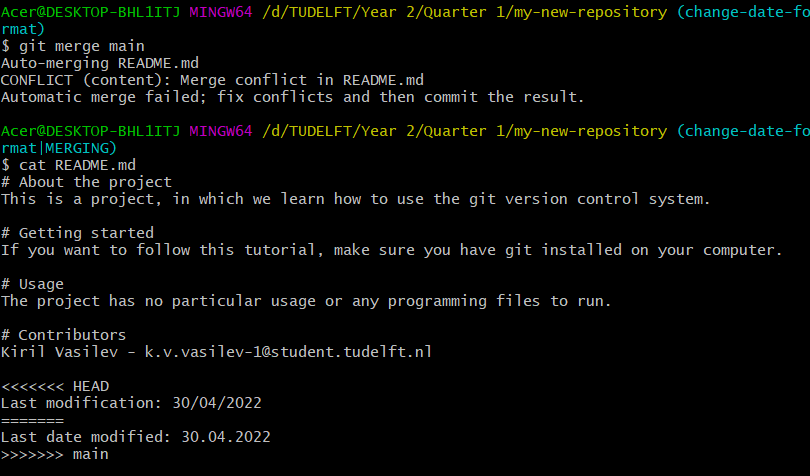 Acer@DESKTOP-BHL1ITJ MINGW64 /d/TUDELFT/Year 2/Quarter 1/my-new-repository (change-date-fo
rmat)
$ git merge main
Auto-merging README.md
CONFLICT (content): Merge conflict in README.md
Automatic merge failed; fix conflicts and then commit the result.

Acer@DESKTOP-BHL1ITJ MINGW64 /d/TUDELFT/Year 2/Quarter 1/my-new-repository (change-date-fo
rmat|MERGING)
$ cat README.md
# About the project
This is a project, in which we learn how to use the git version control system.

# Getting started
If you want to follow this tutorial, make sure you have git installed on your computer.

# Usage
The project has no particular usage or any programming files to run.

# Contributors
Kiril Vasilev - k.v.vasilev-1@student.tudelft.nl

<<<<<<< HEAD
Last modification: 30/04/2022
=======
Last date modified: 30.04.2022
>>>>>>> main